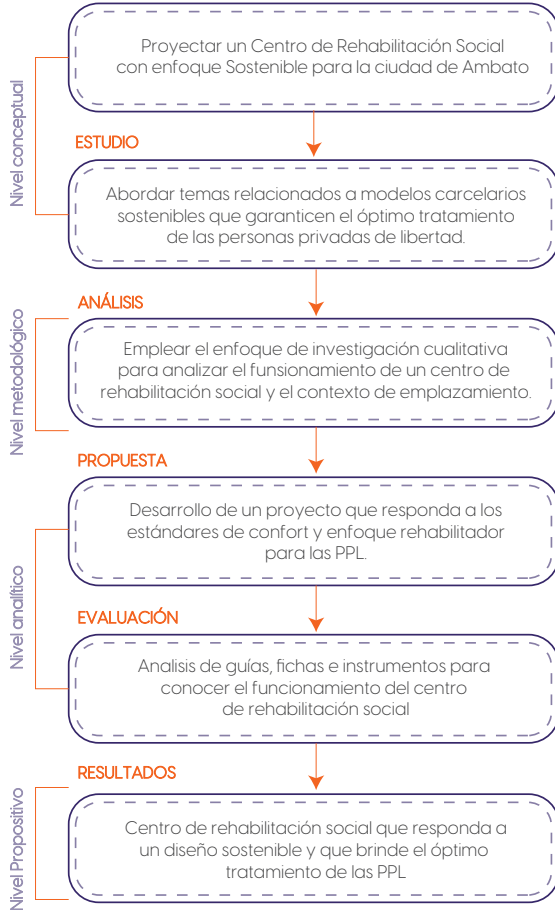 Proyectar un Centro de Rehabilitación Social
con enfoque Sostenible para la ciudad de Ambato
Nivel conceptual
ESTUDIO
Abordar temas relacionados a modelos carcelarios
sostenibles que garanticen el óptimo tratamiento
de las personas privadas de libertad.
ANÁLISIS
Nivel metodológico
Emplear el enfoque de investigación cualitativa
para analizar el funsionamiento de un centro de
rehabilitación social y el contexto de emplazamiento.
PROPUESTA
Desarrollo de un proyecto que responda a los
estándares de confort y enfoque rehabilitador
para las PPL.
Nivel analítico
EVALUACIÓN
Analisis de guías, fichas e instrumentos para
conocer el funcionamiento del centro
de rehabilitación social
RESULTADOS
Nivel Propositivo
Centro de rehabilitación social que responda a
un diseño sostenible y que brinde el óptimo
tratamiento de las PPL